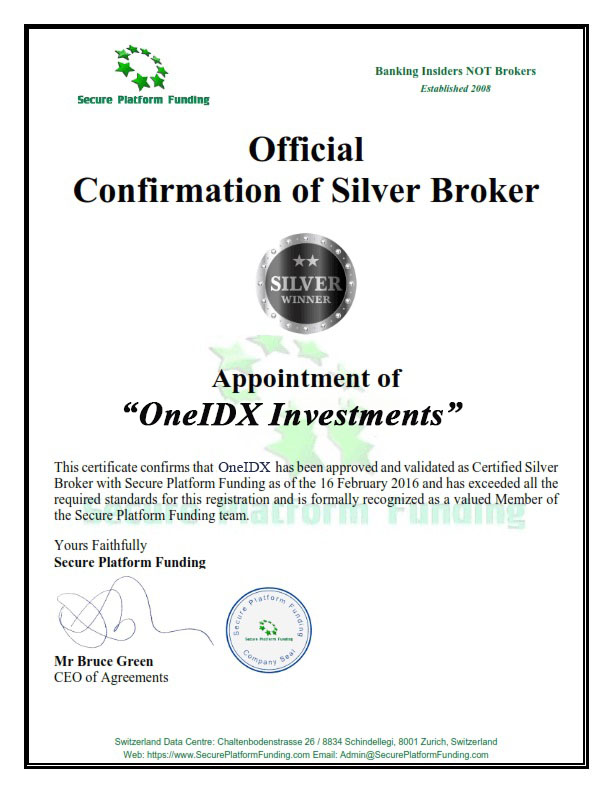 Secure Platform Funding
Banking Insiders NOT Brokers
Established 2008
Official
Confirmation of Silver Broker
SILVER
WINNER
Appointment of
“OneIDX Investments”
This certificate confirms that OneIDX has been approved and validated as Certified Silver
Broker with Secure Platform Funding as of the 16 February 2016 and has exceeded all the
required standards for this registration and is formally recognized as a valued Member of
the Secure Platform Funding team.
Secure Platform Funding
Yours Faithfully
Secure Platform Funding
Secure Platform Funding
Secure Platform Funding
Company Seal
Mr Bruce Green
CEO of Agreements
Switzerland Data Centre: Chaltenbodenstrasse 26 / 8834 Schindellegi, 8001 Zurich, Switzerland
Web: https://www.SecurePlatformFunding.com Email: Admin@SecurePlatformFunding.com